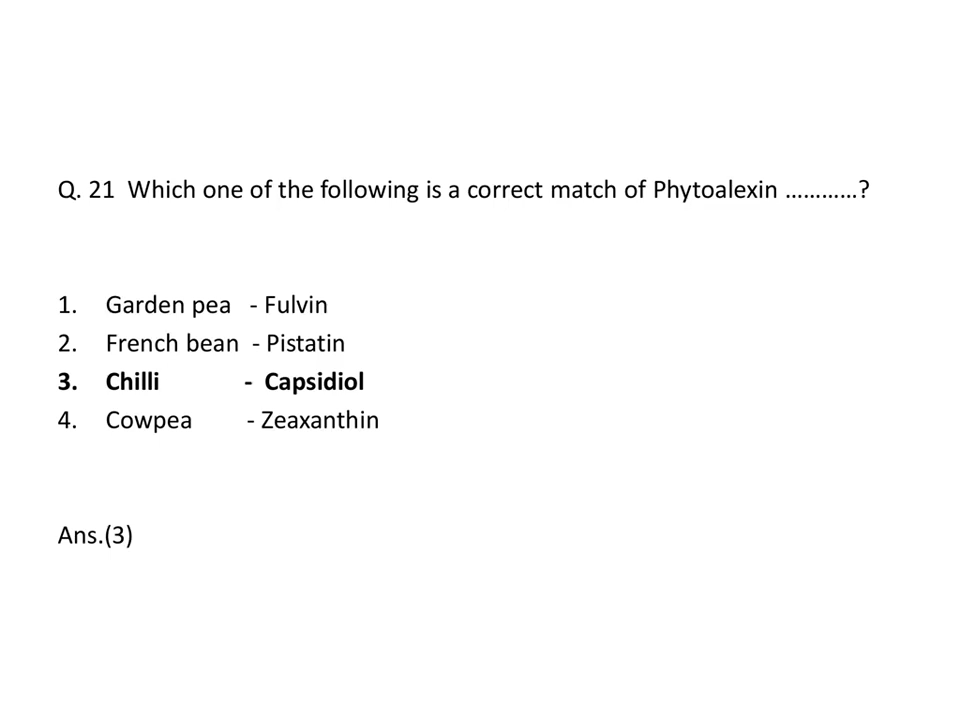 Q. 21 Which one of the following is a correct match of Phytoalexin …………?
1. Garden pea - Fulvin
2. French bean - Pistatin
3. Chilli - Capsidiol
4. Cowpea - Zeaxanthin
Ans.(3)